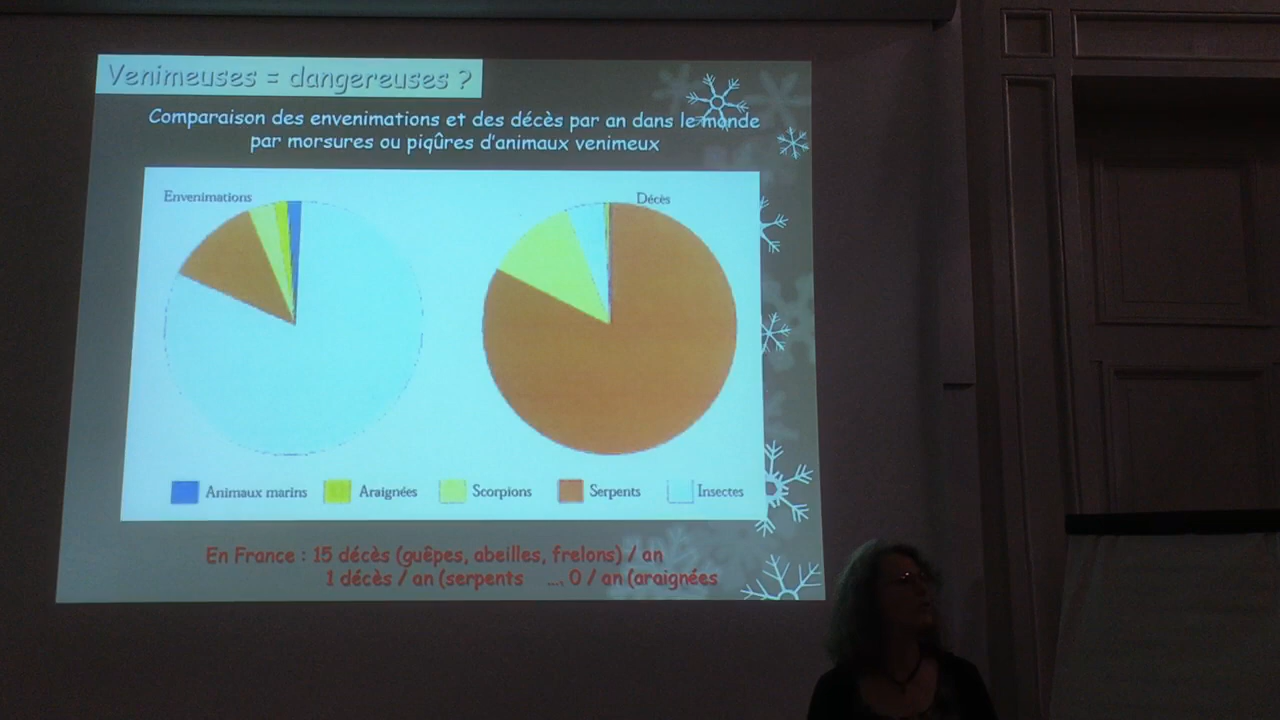 Venimeuses = dangereuses ?
Comparaison des envenimations et des décès par an dans le monde
par morsures ou piqûres d'animaux venimeux
Envenimations
Décès
Animaux marins
Araignées
Scorpions
Serpents
Insectes
En France : 15 décès (guêpes, abeilles, frelons) / an
1 décès / an (serpents .... 0 / an (araignées